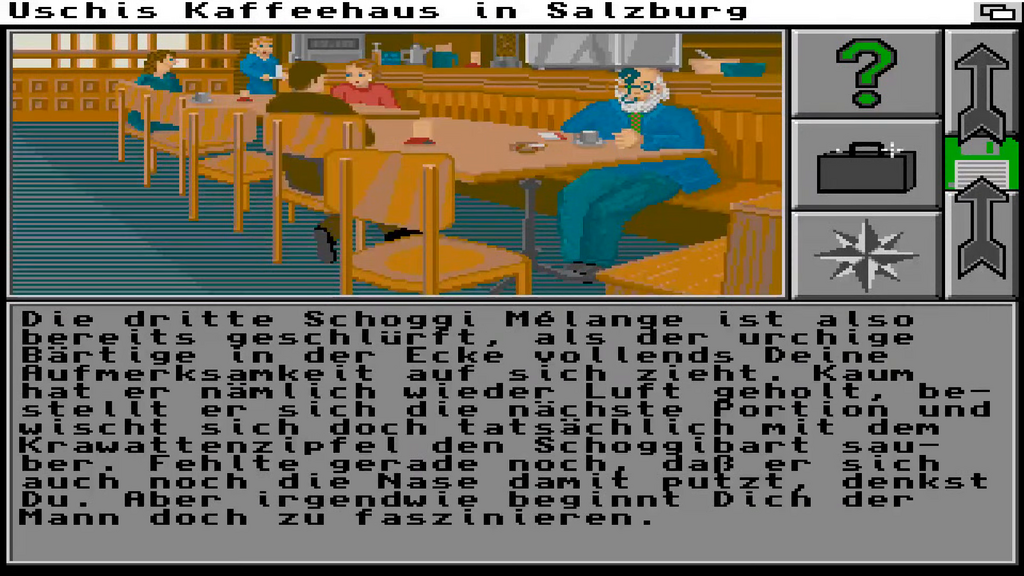 Uschis Kaffeehaus in Salzburg
Die dritte Schoggi Mélange ist also
bereits geschlürft, als der urchige
Bärtige in der Ecke vollends Deine
Aufmerksamkeit auf sich zieht. Kaum
hat er nämlich wieder Luft geholt, be-
stellt er sich die nächste Portion und
wischt sich doch tatsächlich mit dem
Krawattenzipfel den Schoggibart sau-
ber. Fehlte gerade noch, daß er sich
auch noch die Nase damit putzt, denkst
Du. Aber irgendwie beginnt Dich der
Mann doch zu faszinieren.